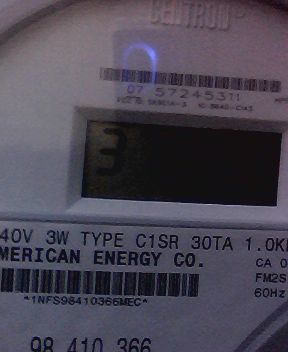 CENTRON
07 57245311
3
40V 3W TYPE C1SR 30TA 1.0K
MERICAN ENERGY CO.
CA 0
FM2S
*1NFS98410366MEC*
60Hz
98 410 366